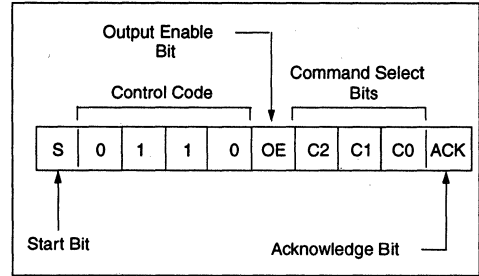 Output Enable
Bit
Command Select
Bits
Control Code
S 0 1 1 0 OE C2 C1 C0 ACK
Start Bit
Acknowledge Bit